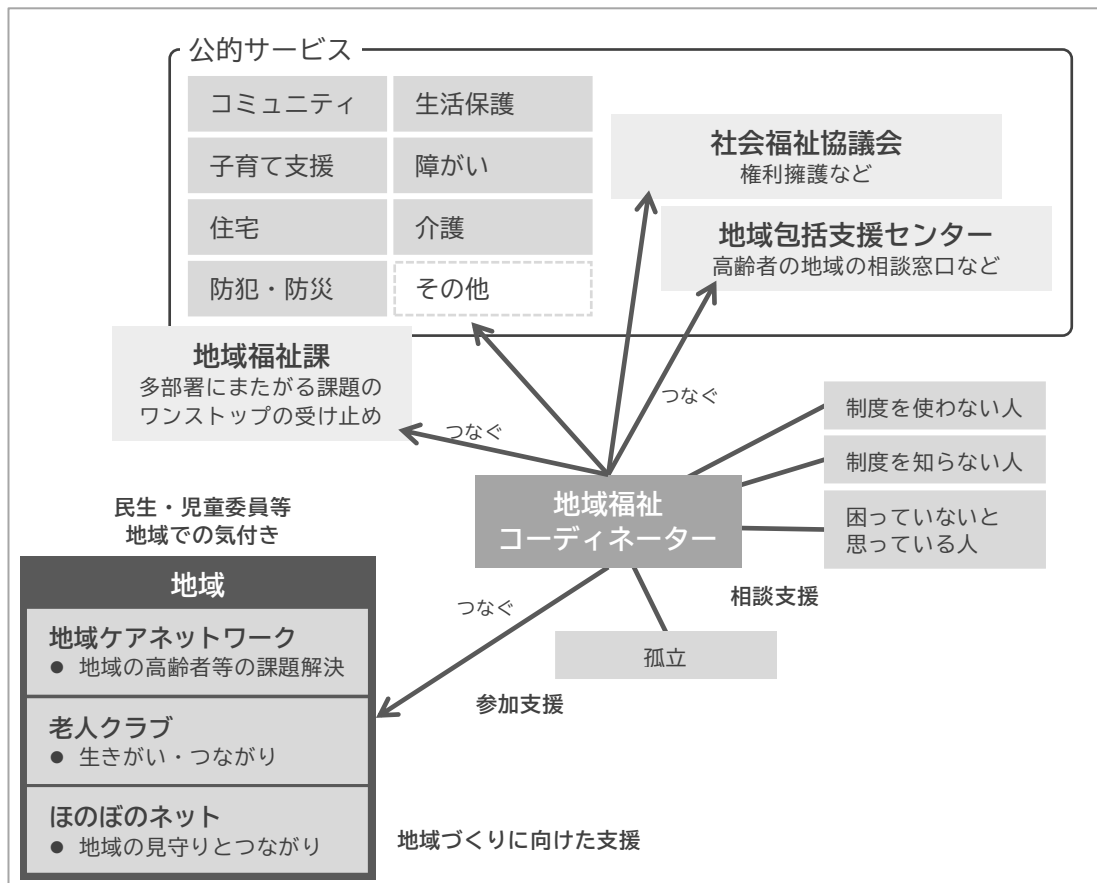 公的サービス
コミュニティ
生活保護
子育て支援
障がい
住宅
介護
防犯・防災
その他
社会福祉協議会
権利擁護など
地域包括支援センター
高齢者の地域の相談窓口など
地域福祉課
多部署にまたがる課題の
ワンストップの受け止め
つなぐ
つなぐ
制度を使わない人
制度を知らない人
困っていないと
思っている人
地域福祉
コーディネーター
相談支援
民生・児童委員等
地域での気付き
つなぐ
孤立
参加支援
地域
地域ケアネットワーク
● 地域の高齢者等の課題解決
老人クラブ
● 生きがい・つながり
ほのぼのネット
● 地域の見守りとつながり
地域づくりに向けた支援